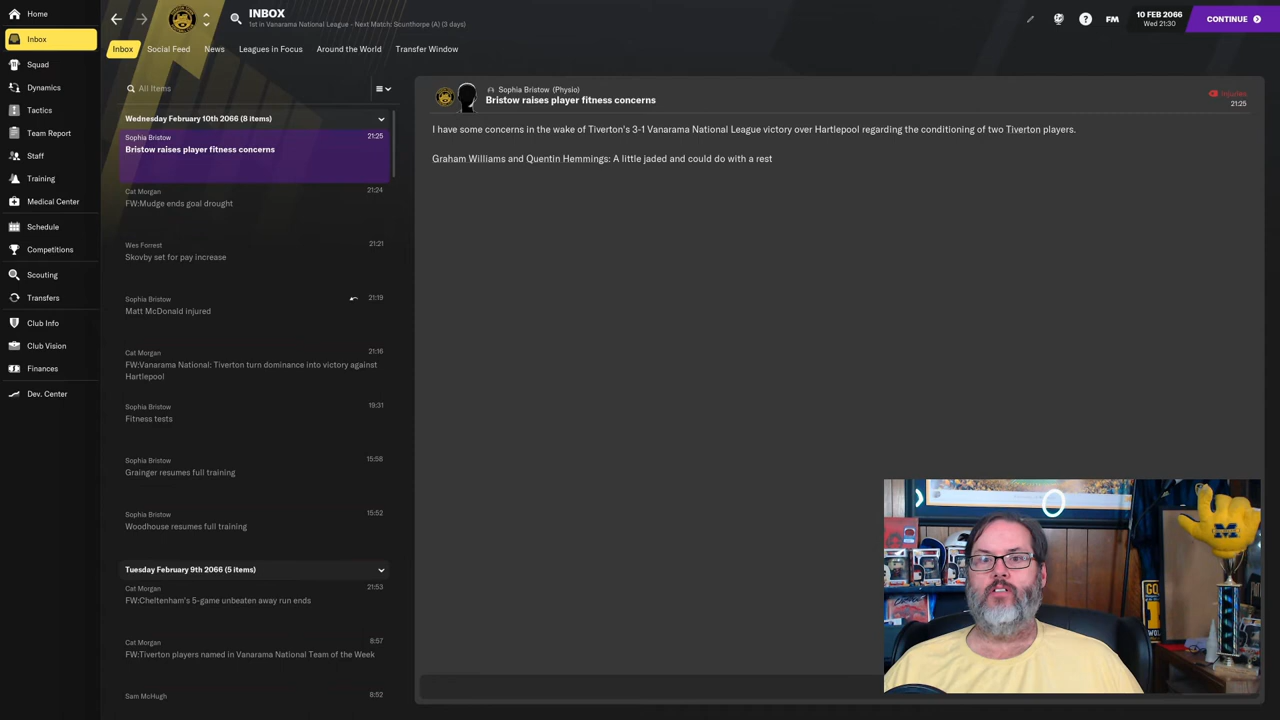 Home
Inbox
Squad
Dynamics
Tactics
Team Report
Staff
Training
Medical Center
Schedule
Competitions
Scouting
Transfers
Club Info
Club Vision
Finances
Dev. Center
INBOX
1st in Vanarama National League - Next Match: Scunthorpe (A) (3 days)
FM
10 FEB 2066
Wed 21:30
CONTINUE
Inbox
Social Feed
News
Leagues in Focus
Around the World
Transfer Window
All Items
Wednesday February 10th 2066 (8 items)
Sophia Bristow 21:25
Bristow raises player fitness concerns
Cat Morgan 21:24
FW:Mudge ends goal drought
Wes Forrest 21:21
Skovby set for pay increase
Sophia Bristow 21:19
Matt McDonald injured
Cat Morgan 21:16
FW:Vanarama National: Tiverton turn dominance into victory against
Hartlepool
Sophia Bristow 19:31
Fitness tests
Sophia Bristow 15:58
Grainger resumes full training
Sophia Bristow 15:52
Woodhouse resumes full training
Tuesday February 9th 2066 (5 items)
Cat Morgan 21:53
FW:Cheltenham's 5-game unbeaten away run ends
Cat Morgan 8:57
FW:Tiverton players named in Vanarama National Team of the Week
Sam McHugh 8:52
Sophia Bristow (Physio)
Bristow raises player fitness concerns
Injuries
21:25
I have some concerns in the wake of Tiverton's 3-1 Vanarama National League victory over Hartlepool regarding the conditioning of two Tiverton players.
Graham Williams and Quentin Hemmings: A little jaded and could do with a rest